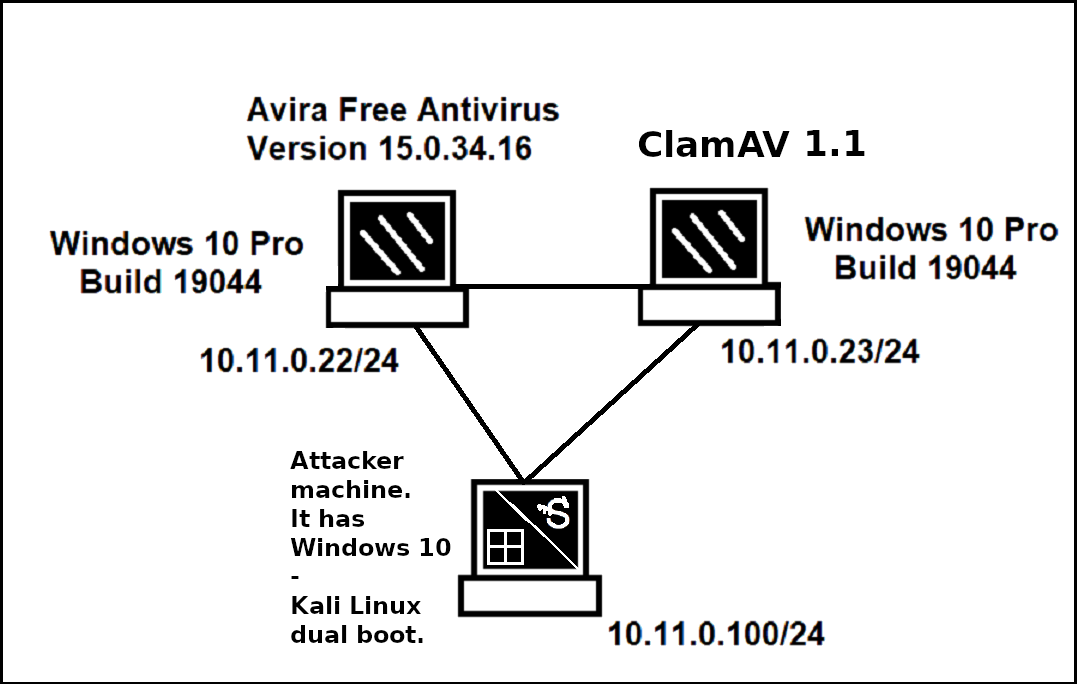 Avira Free Antivirus
Version 15.0.34.16
ClamAV 1.1
Windows 10 Pro
Build 19044
Windows 10 Pro
Build 19044
10.11.0.22/24
10.11.0.23/24
Attacker
machine.
It has
Windows 10
-
Kali Linux
dual boot.
10.11.0.100/24